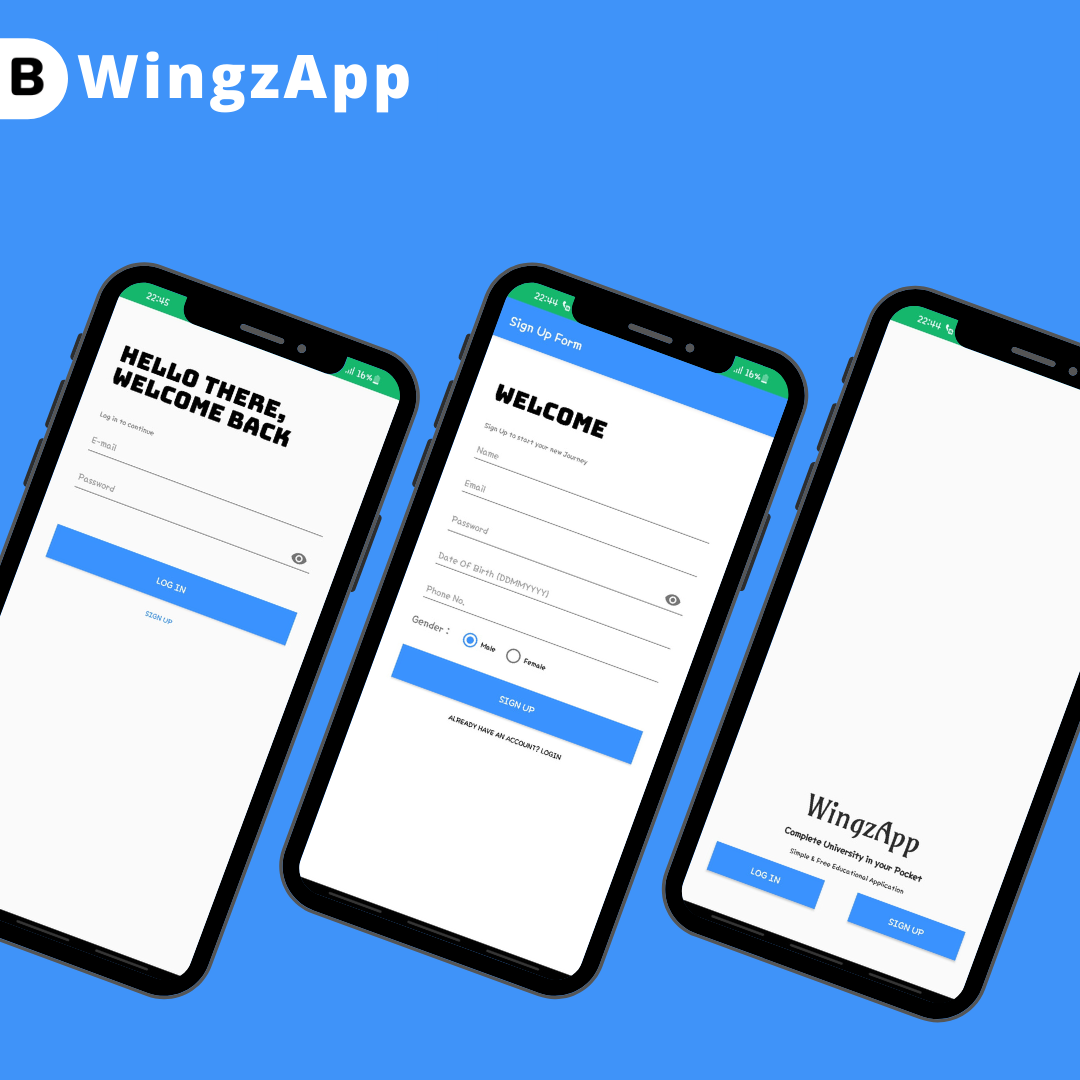 B WingzApp
22:45
16%
HELLO THERE,
WELCOME BACK
Log in to continue
E-mail
Password
LOG IN
SIGN UP
22:44
16%
Sign Up Form
WELCOME
Sign Up to start your new Journey
Name
Email
Password
Date Of Birth (DDMMYYYY)
Phone No.
Gender :
Male
Female
SIGN UP
ALREADY HAVE AN ACCOUNT? LOGIN
22:44
WingzApp
Complete University in your Pocket
Simple & Free Educational Application
LOG IN
SIGN UP